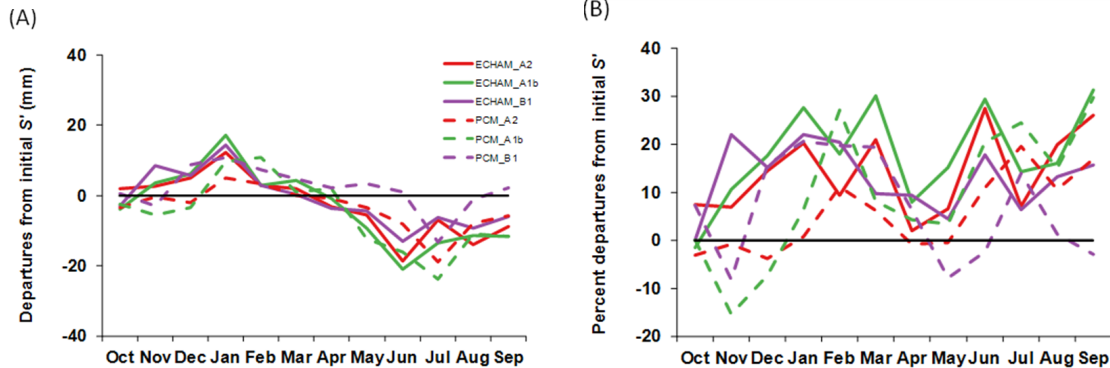 (A)
Departures from initial S' (mm)
40
20
0
-20
-40
ECHAM_A2
ECHAM_A1b
ECHAM_B1
PCM_A2
PCM_A1b
PCM_B1
Oct Nov Dec Jan Feb Mar Apr May Jun Jul Aug Sep
(B)
Percent departures from initial S'
40
30
20
10
0
-10
-20
Oct Nov Dec Jan Feb Mar Apr May Jun Jul Aug Sep